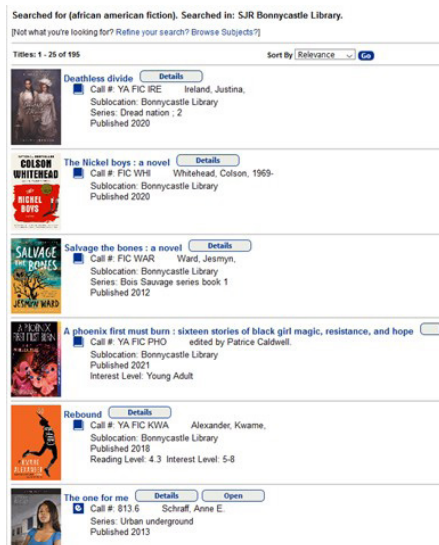 Searched for (african american fiction). Searched in: SJR Bonnycastle Library.
[Not what you're looking for? Refine your search? Browse Subjects?]
Titles: 1 - 25 of 195
Sort By Relevance Go
Deathless divide Details
Call #: YA FIC IRE Ireland, Justina,
Sublocation: Bonnycastle Library
Series: Dread nation ; 2
Published 2020
COLSON
WHITEHEAD
NICKEL
BOYS
The Nickel boys : a novel Details
Call #: FIC WHI Whitehead, Colson, 1969-
Sublocation: Bonnycastle Library
Published 2020
SALVAGE
THE BONES
JESMYN WARD
Salvage the bones : a novel Details
Call #: FIC WAR Ward, Jesmyn,
Sublocation: Bonnycastle Library
Series: Bois Sauvage series book 1
Published 2012
A PHOENIX
FIRST MUST BURN
A phoenix first must burn : sixteen stories of black girl magic, resistance, and hope
Call #: YA FIC PHO edited by Patrice Caldwell.
Sublocation: Bonnycastle Library
Published 2021
Interest Level: Young Adult
Rebound Details
Call #: YA FIC KWA Alexander, Kwame,
Sublocation: Bonnycastle Library
Published 2018
Reading Level: 4.3 Interest Level: 5-8
The one for me Details Open
Call #: 813.6 Schraff, Anne E.
Series: Urban underground
Published 2013